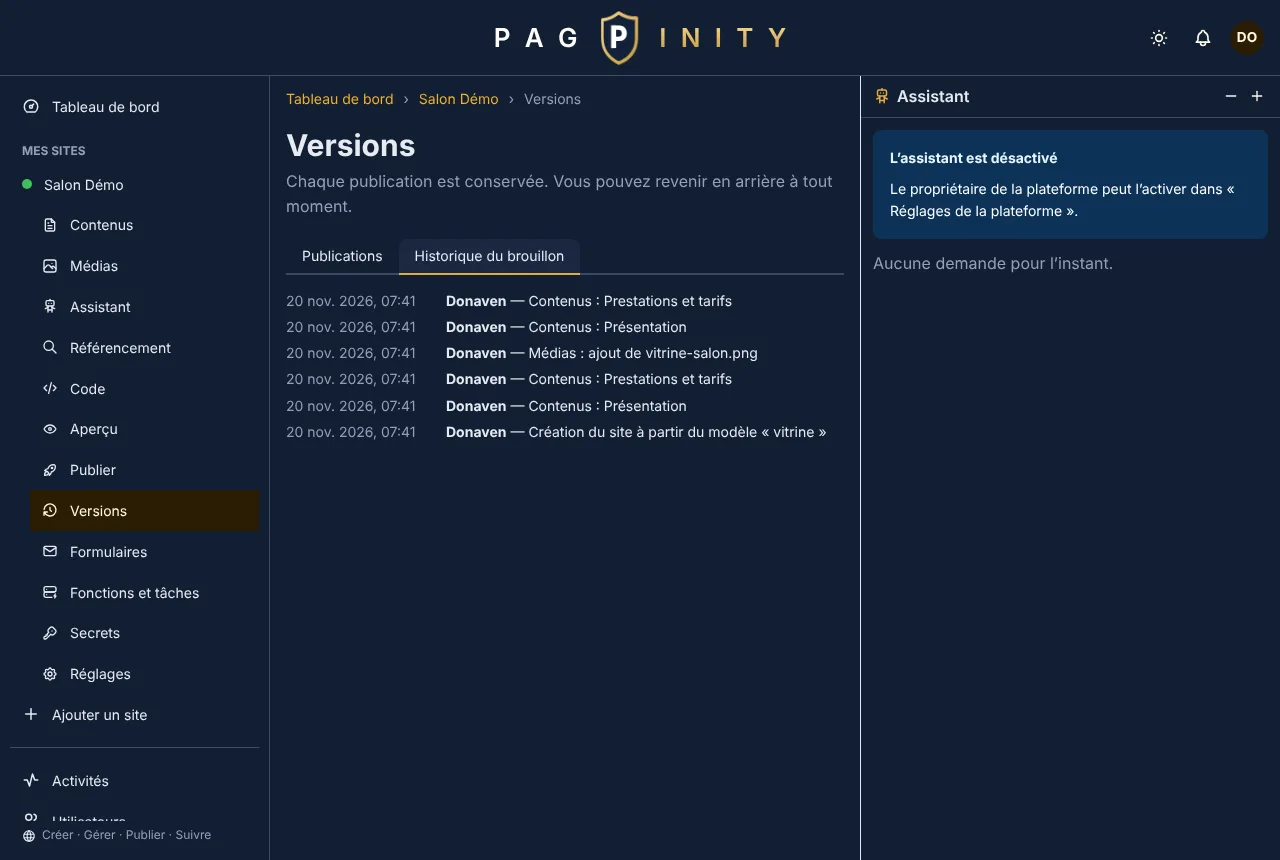 PAG P INITY
DO
Tableau de bord
MES SITES
Salon Démo
Contenus
Médias
Assistant
Référencement
Code
Aperçu
Publier
Versions
Formulaires
Fonctions et tâches
Secrets
Réglages
Ajouter un site
Activités
Utilisateurs
Créer · Gérer · Publier · Suivre
Tableau de bord › Salon Démo › Versions
Versions
Chaque publication est conservée. Vous pouvez revenir en arrière à tout
moment.
Publications Historique du brouillon
20 nov. 2026, 07:41 Donaven — Contenus : Prestations et tarifs
20 nov. 2026, 07:41 Donaven — Contenus : Présentation
20 nov. 2026, 07:41 Donaven — Médias : ajout de vitrine-salon.png
20 nov. 2026, 07:41 Donaven — Contenus : Prestations et tarifs
20 nov. 2026, 07:41 Donaven — Contenus : Présentation
20 nov. 2026, 07:41 Donaven — Création du site à partir du modèle « vitrine »
Assistant
L’assistant est désactivé
Le propriétaire de la plateforme peut l’activer dans «
Réglages de la plateforme ».
Aucune demande pour l’instant.